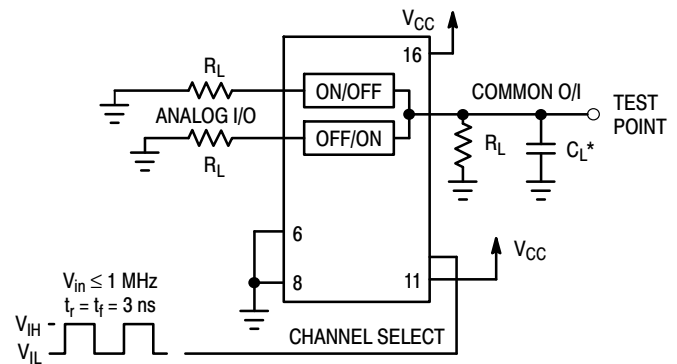 VCC
16
RL
ON/OFF
COMMON O/I
TEST
POINT
ANALOG I/O
OFF/ON
RL
RL
CL*
6
VCC
Vin ≤ 1 MHz
8
11
tr = tf = 3 ns
VIH
CHANNEL SELECT
VIL